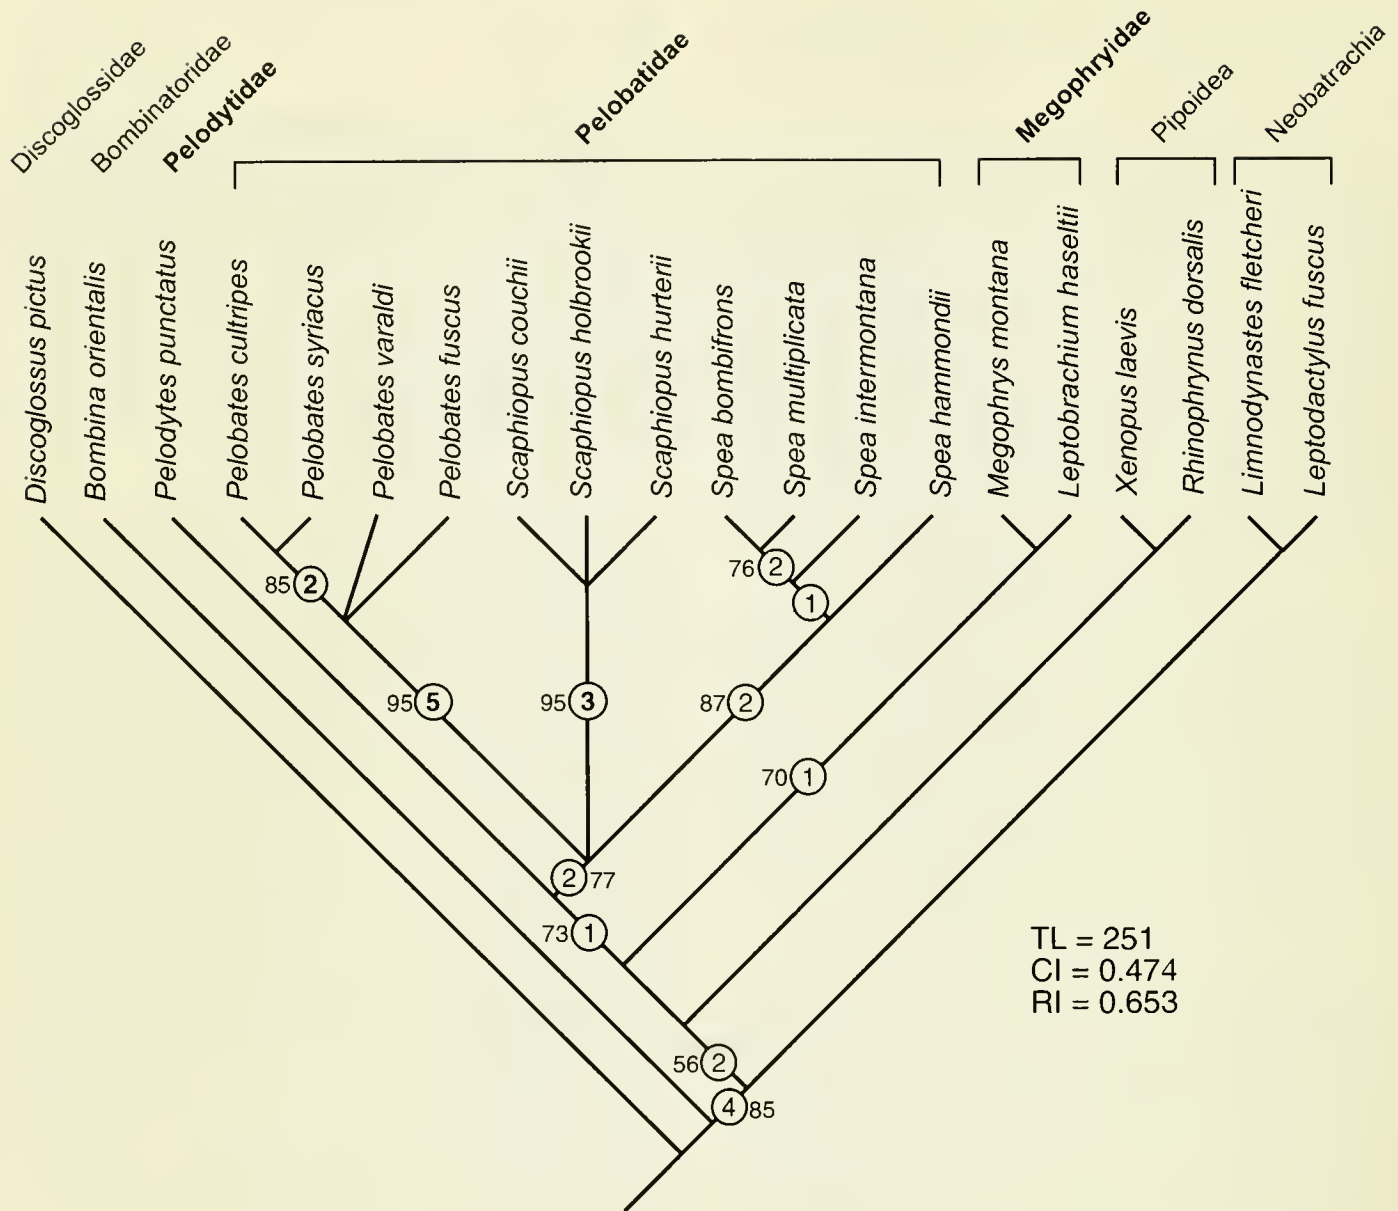 Discoglossidae
Bombinatoridae
Pelodytidae
Pelobatidae
Megophryidae
Pipoidea
Neobatrachia
Discoglossus pictus
Bombina orientalis
Pelodytes punctatus
Pelobates cultripes
Pelobates syriacus
Pelobates varaldi
Pelobates fuscus
Scaphiopus couchii
Scaphiopus holbrookii
Scaphiopus hurterii
Spea bombifrons
Spea multiplicata
Spea intermontana
Spea hammondii
Megophrys montana
Leptobrachium haseltii
Xenopus laevis
Rhinophrynus dorsalis
Limnodynastes fletcheri
Leptodactylus fuscus
85 2
76 2
1
95 5
95 3
87 2
70 1
2 77
73 1
56 2
4 85
TL = 251
CI = 0.474
RI = 0.653